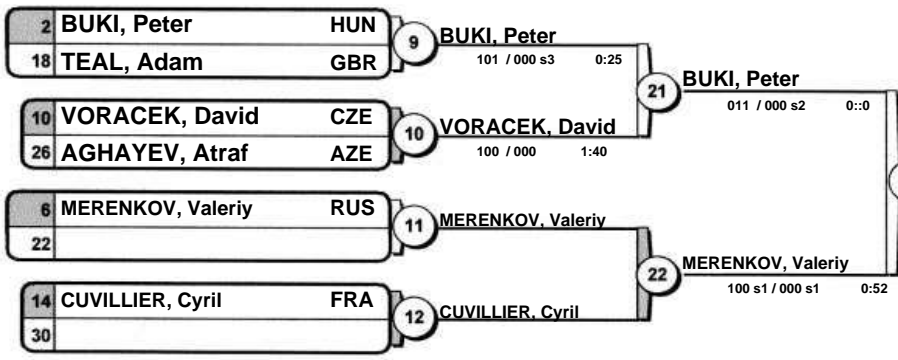 2 BUKI, Peter HUN
18 TEAL, Adam GBR
9
BUKI, Peter
101 / 000 s3 0:25
10 VORACEK, David CZE
26 AGHAYEV, Atraf AZE
10
VORACEK, David
100 / 000 1:40
21
BUKI, Peter
011 / 000 s2 0::0
6 MERENKOV, Valeriy RUS
22
11
MERENKOV, Valeriy
14 CUVILLIER, Cyril FRA
30
12
CUVILLIER, Cyril
22
MERENKOV, Valeriy
100 s1 / 000 s1 0:52